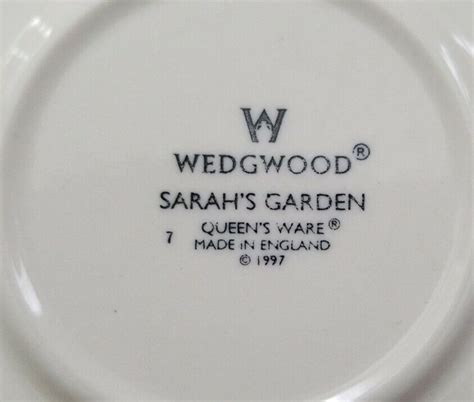 W
WEDGWOOD®
SARAH'S GARDEN
QUEEN'S WARE®
7 MADE IN ENGLAND
© 1997